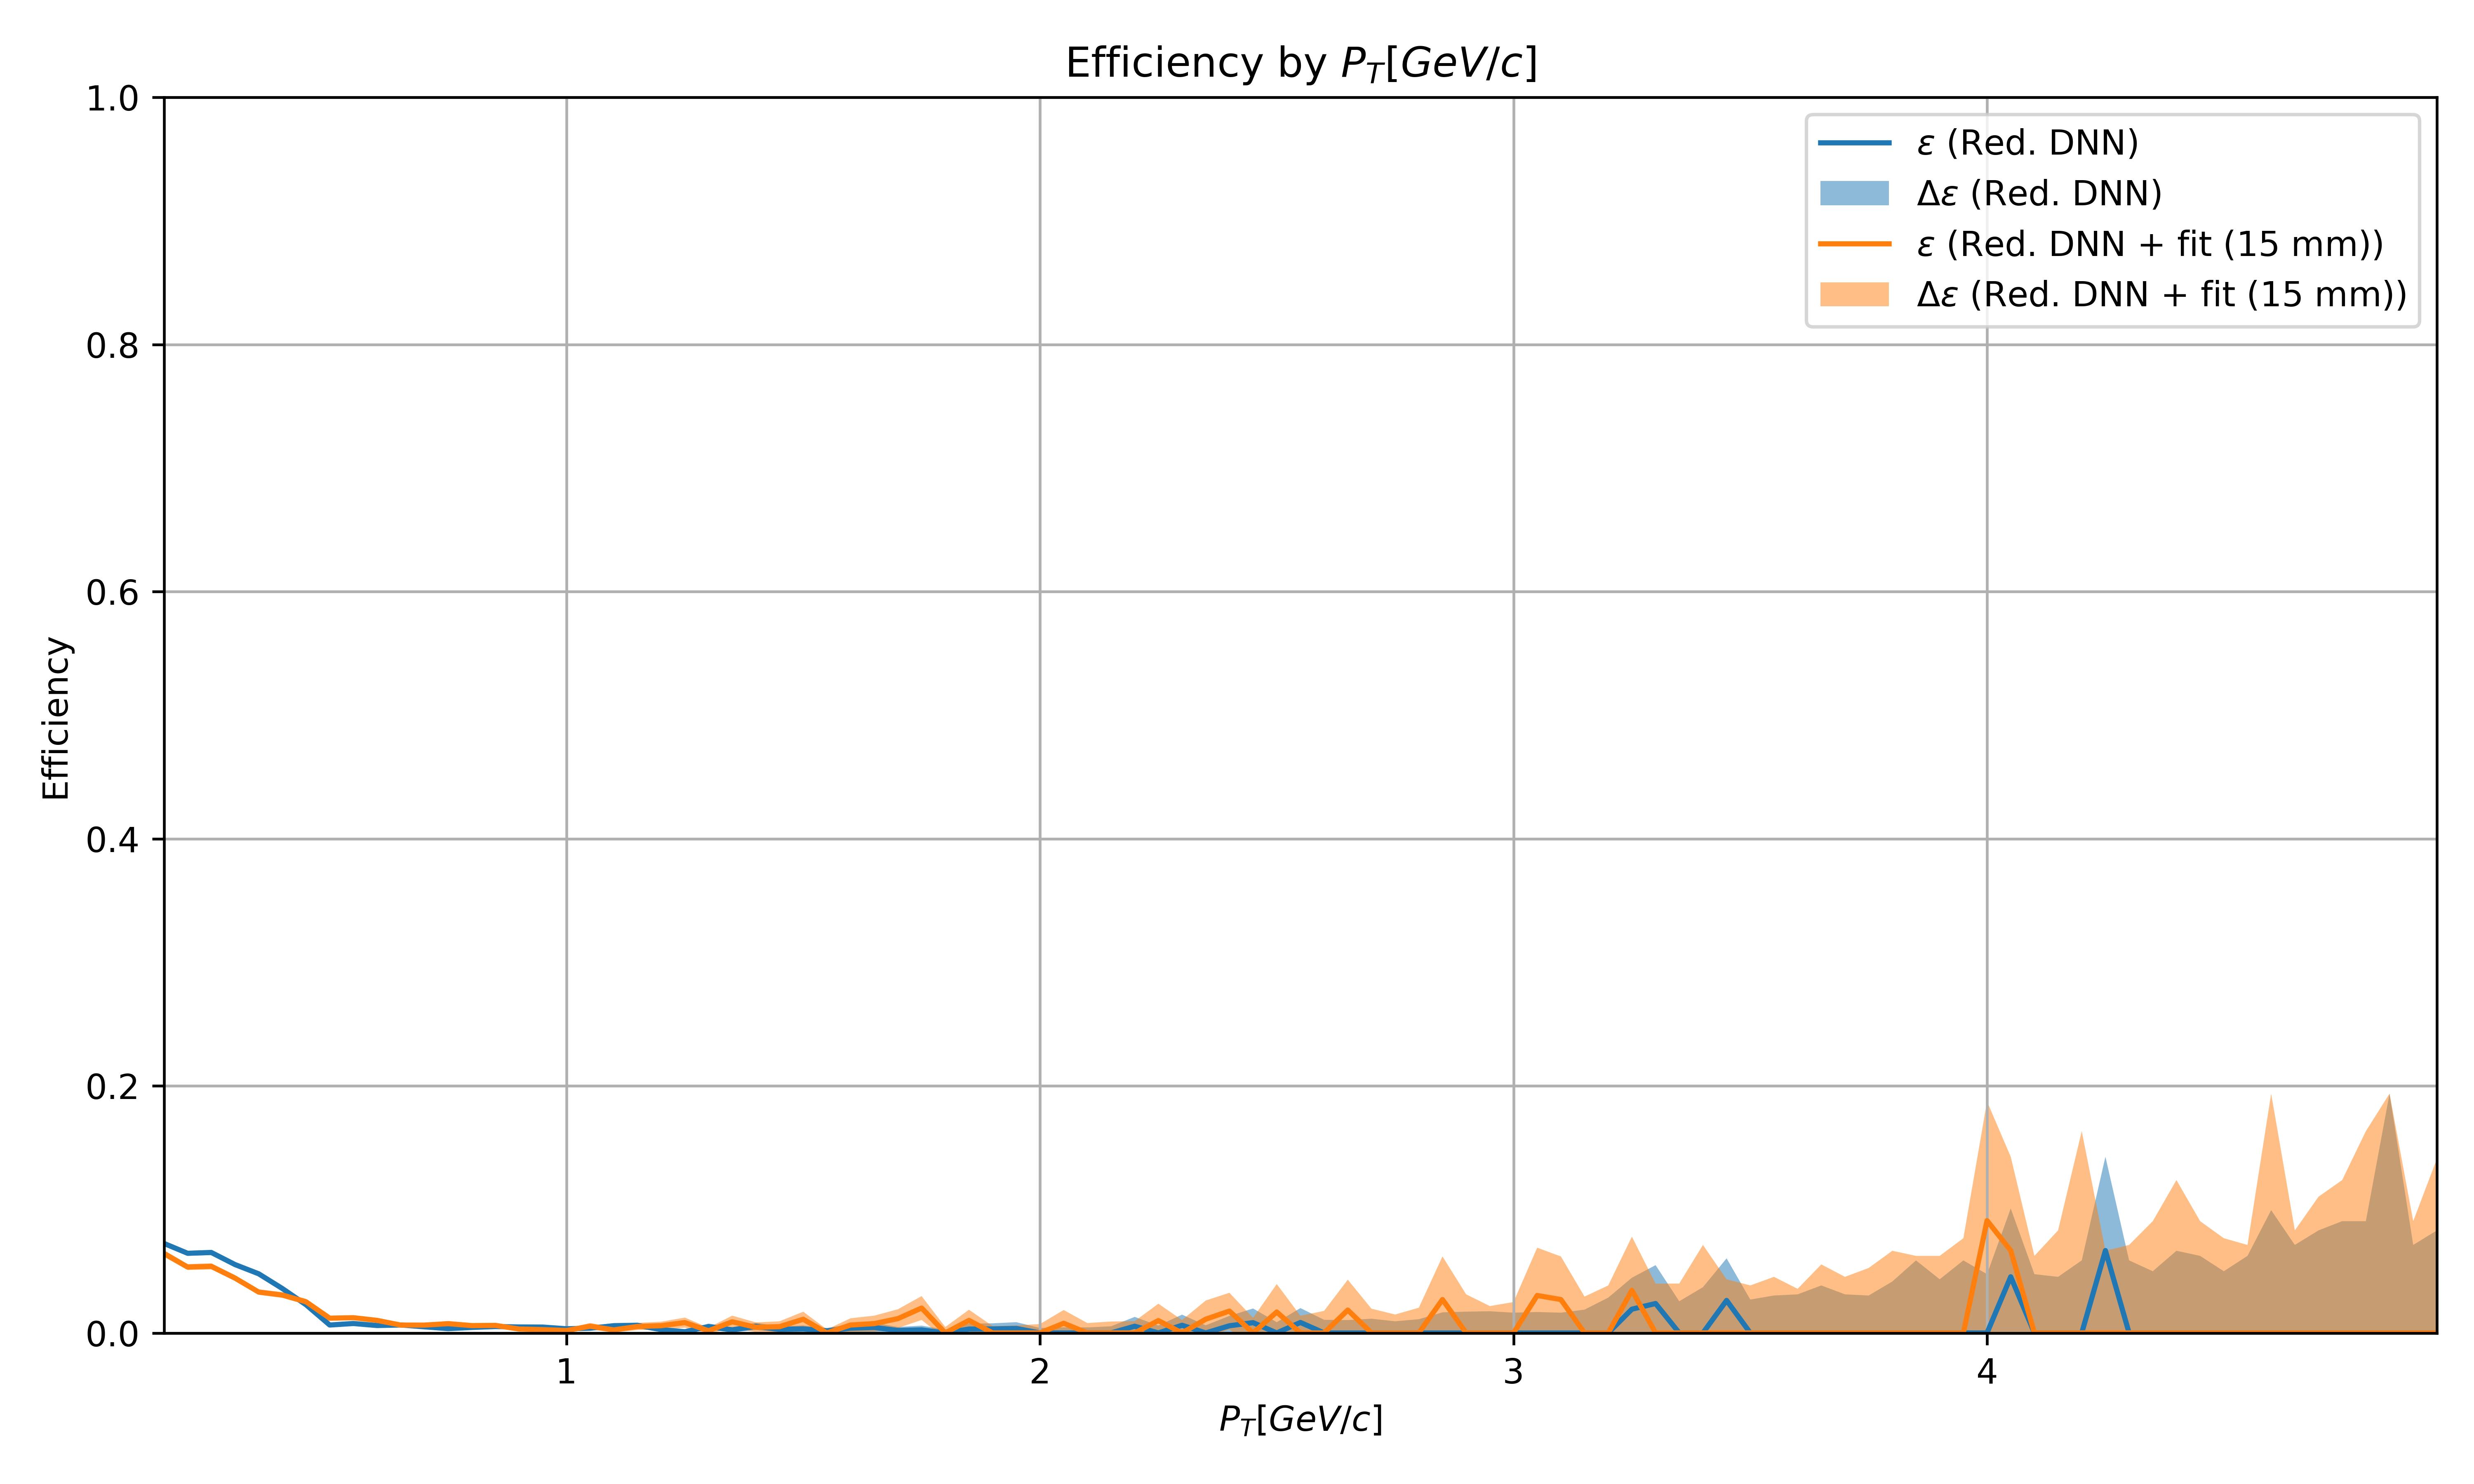 Efficiency by P_T[GeV/c]
1.0
0.8
0.6
0.4
0.2
0.0
Efficiency
ε (Red. DNN)
Δε (Red. DNN)
ε (Red. DNN + fit (15 mm))
Δε (Red. DNN + fit (15 mm))
1 2 3 4
P_T[GeV/c]